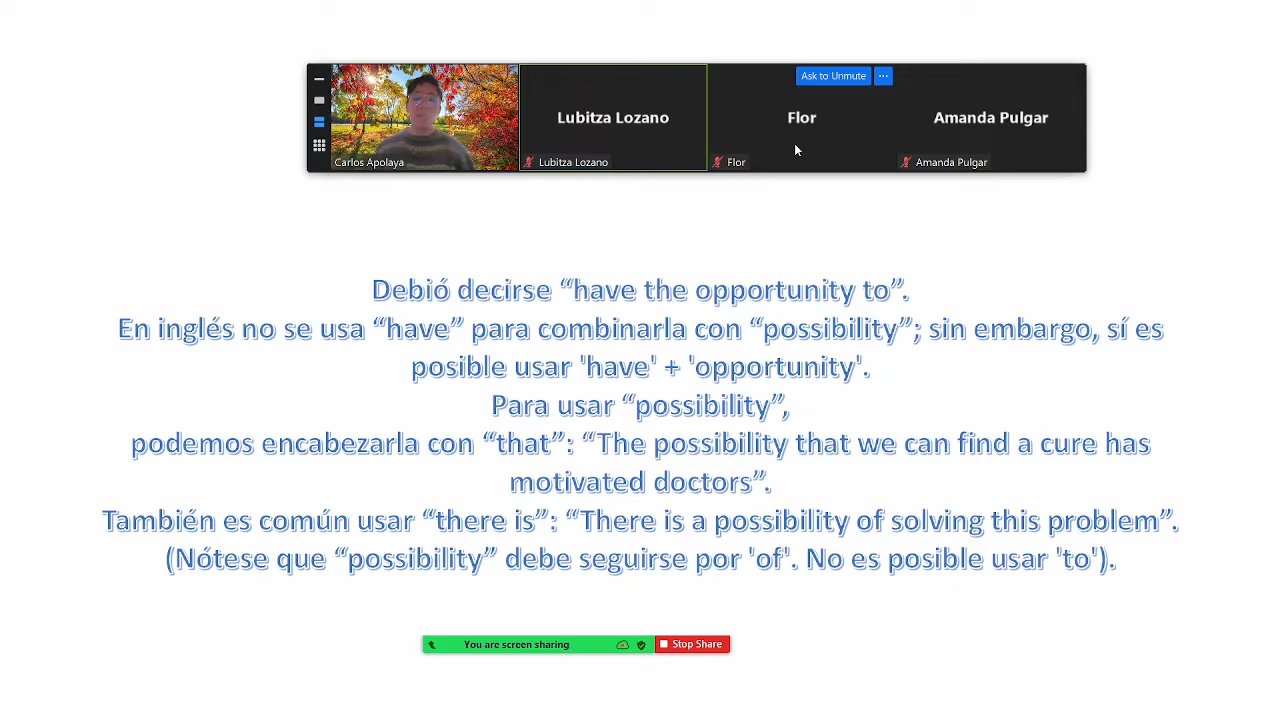 Ask to Unmute
Lubitza Lozano
Flor
Amanda Pulgar
Carlos Apolaya
Lubitza Lozano
Flor
Amanda Pulgar
Debió decirse “have the opportunity to”.
En inglés no se usa “have” para combinarla con “possibility”; sin embargo, sí es
posible usar 'have' + 'opportunity'.
Para usar “possibility”,
podemos encabezarla con “that”: “The possibility that we can find a cure has
motivated doctors”.
También es común usar “there is”: “There is a possibility of solving this problem”.
(Nótese que “possibility” debe seguirse por 'of'. No es posible usar 'to').
You are screen sharing
Stop Share